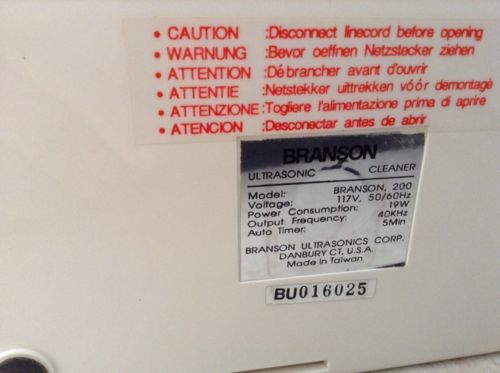 • CAUTION :Disconnect linecord before opening
• WARNUNG :Bevor oeffnen Netzstecker ziehen
• ATTENTION :Débrancher avant d'ouvrir
• ATTENTIE :Netstekker uittrekken vóór demontagè
• ATTENZIONE :Togliere l'alimentazione prima di aprire
• ATENCION :Desconectar antes de abrir
BRANSON
ULTRASONIC CLEANER
Model: BRANSON, 200
Voltage: 117V, 50/60Hz
Power Consumption: 19W
Output Frequency: 40KHz
Auto Timer: 5Min
BRANSON ULTRASONICS CORP.
DANBURY CT, U.S.A.
Made in Taiwan
BU016025